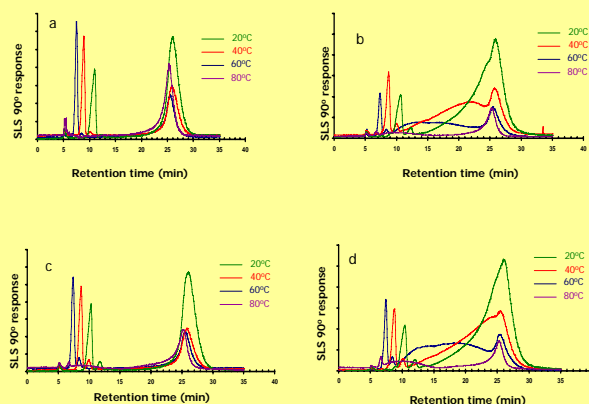 a
20ºC
40ºC
60ºC
80ºC
SLS 90º response
0 5 10 15 20 25 30 35 40
Retention time (min)
b
20ºC
40ºC
60ºC
80ºC
SLS 90º response
0 5 10 15 20 25 30 35 40
Retention time (min)
c
20ºC
40ºC
60ºC
80ºC
SLS 90º response
0 5 10 15 20 25 30 35 40
Retention time (min)
d
20ºC
40ºC
60ºC
80ºC
SLS 90º response
0 5 10 15 20 25 30 35
Retention time (min)